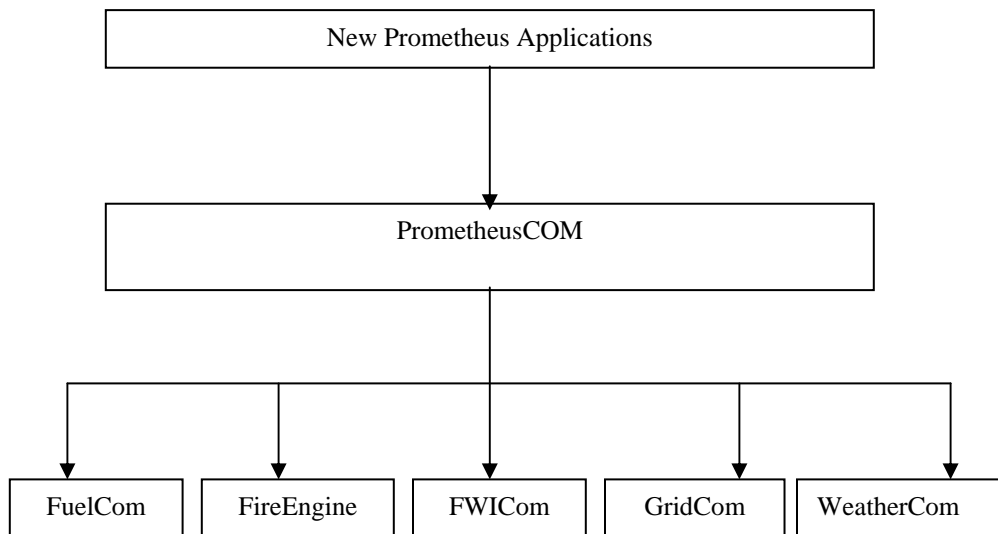 New Prometheus Applications
PrometheusCOM
FuelCom
FireEngine
FWICom
GridCom
WeatherCom